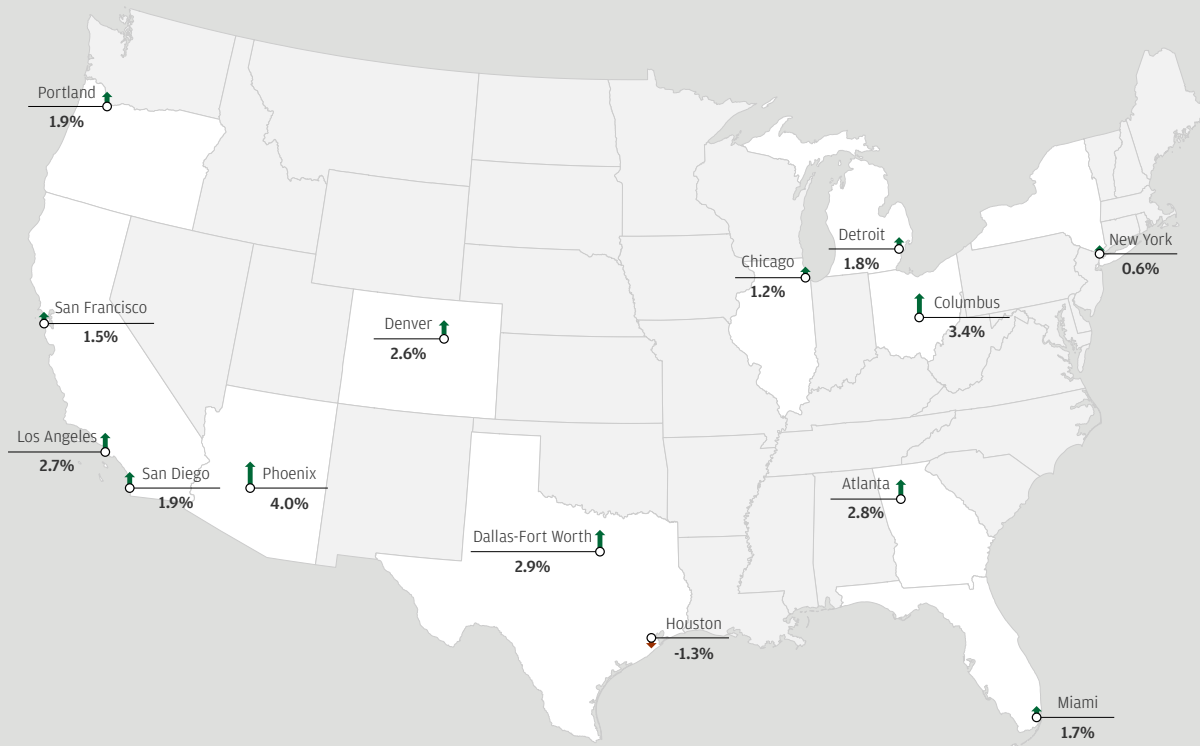 Portland
1.9%
Detroit
1.8%
New York
0.6%
Chicago
1.2%
San Francisco
1.5%
Denver
2.6%
Columbus
3.4%
Los Angeles
2.7%
San Diego
1.9%
Phoenix
4.0%
Atlanta
2.8%
Dallas-Fort Worth
2.9%
Houston
-1.3%
Miami
1.7%